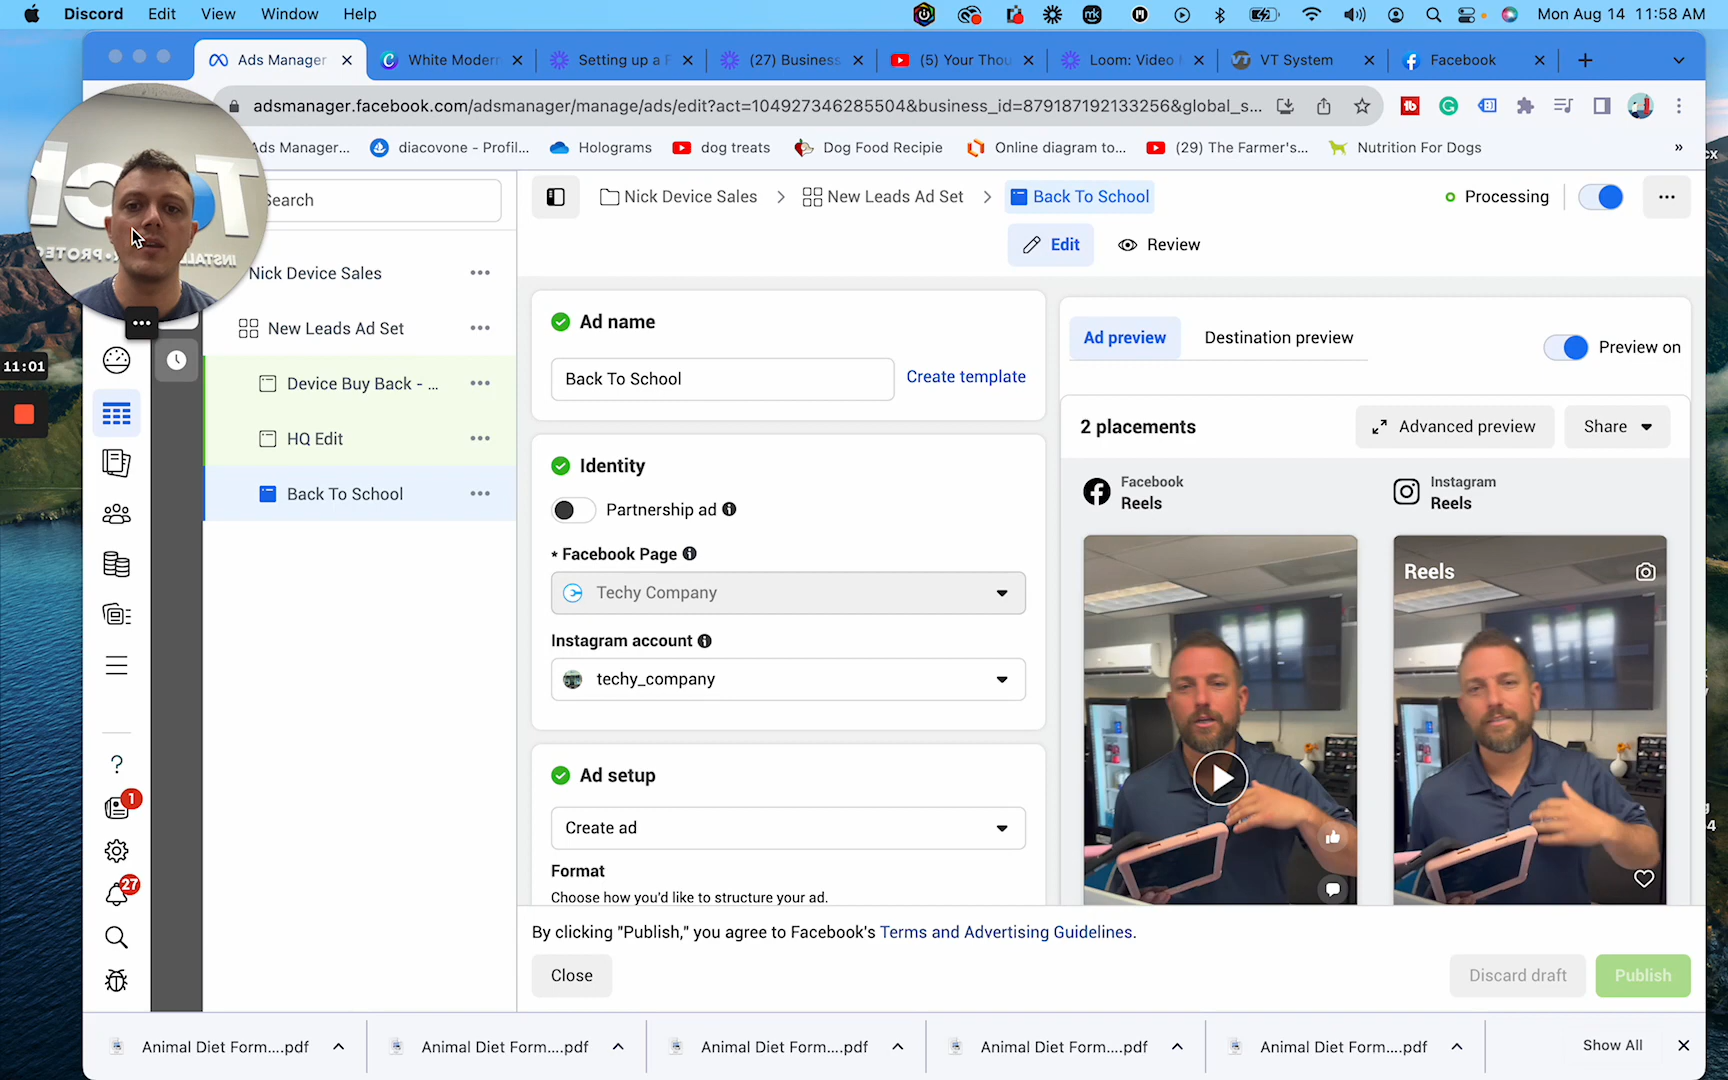 Discord Edit View Window Help
Mon Aug 14 11:58 AM
Ads Manager
White Modern
Setting up a F
(27) Business
(5) Your Thou
Loom: Video M
VT System
Facebook
adsmanager.facebook.com/adsmanager/manage/ads/edit?act=104927346285504&business_id=879187192133256&global_s...
Ads Manager...
diacovone - Profil...
Holograms
dog treats
Dog Food Recipie
Online diagram to...
(29) The Farmer's...
Nutrition For Dogs
»
Search
Nick Device Sales
New Leads Ad Set
Back To School
Processing
Edit
Review
Nick Device Sales
New Leads Ad Set
Device Buy Back - ...
HQ Edit
Back To School
11:01
1
27
Ad name
Back To School
Create template
Identity
Partnership ad
* Facebook Page
Techy Company
Instagram account
techy_company
Ad setup
Create ad
Format
Choose how you'd like to structure your ad.
Ad preview
Destination preview
Preview on
2 placements
Advanced preview
Share
Facebook
Reels
Instagram
Reels
Reels
By clicking "Publish," you agree to Facebook's Terms and Advertising Guidelines.
Close
Discard draft
Publish
Animal Diet Form....pdf
Animal Diet Form....pdf
Animal Diet Form....pdf
Animal Diet Form....pdf
Animal Diet Form....pdf
Show All